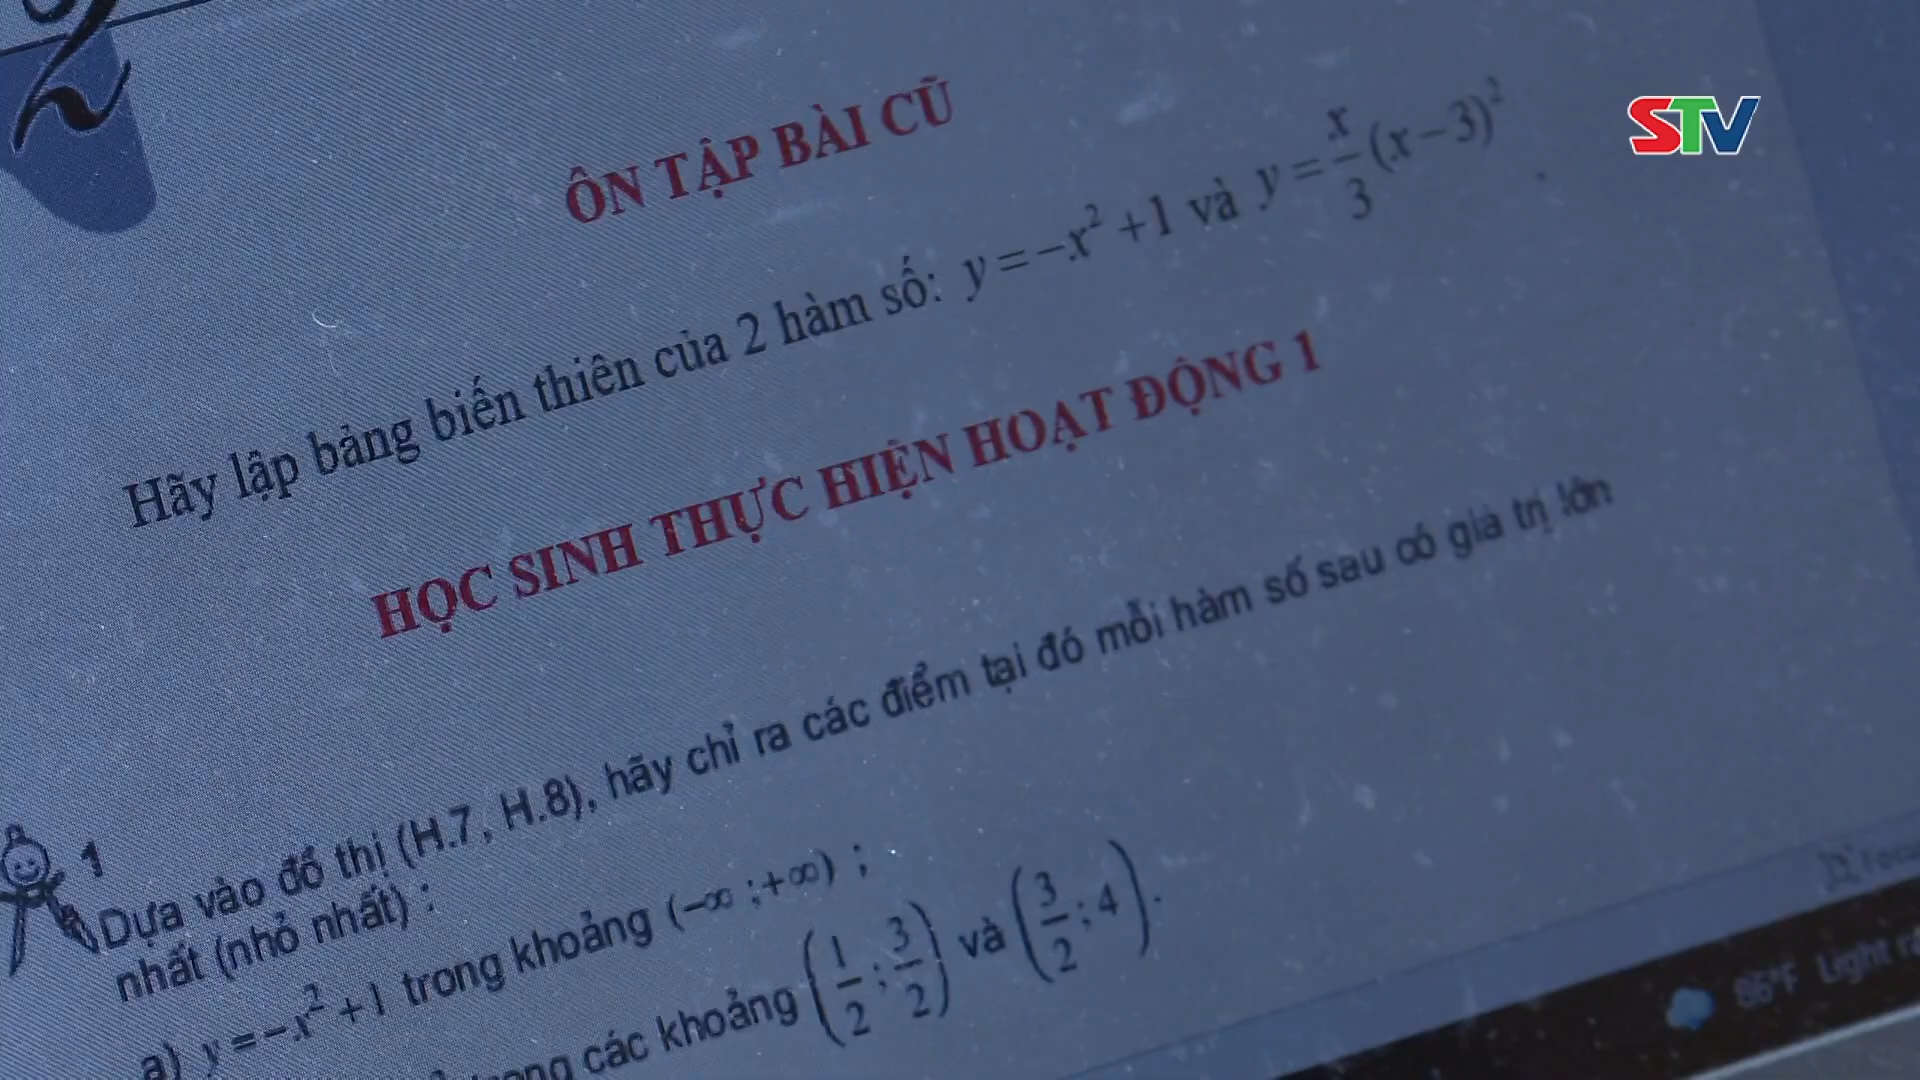 2
STV
ÔN TẬP BÀI CŨ
Hãy lập bảng biến thiên của 2 hàm số: y = −x² + 1 và y = x/3 (x − 3)² .
HỌC SINH THỰC HIỆN HOẠT ĐỘNG 1
1
Dựa vào đồ thị (H.7, H.8), hãy chỉ ra các điểm tại đó mỗi hàm số sau có giá trị lớn
nhất (nhỏ nhất) :
a) y = −x² + 1 trong khoảng (−∞ ; +∞) ;
các khoảng (1/2 ; 3/2) và (3/2 ; 4).
86°F Light